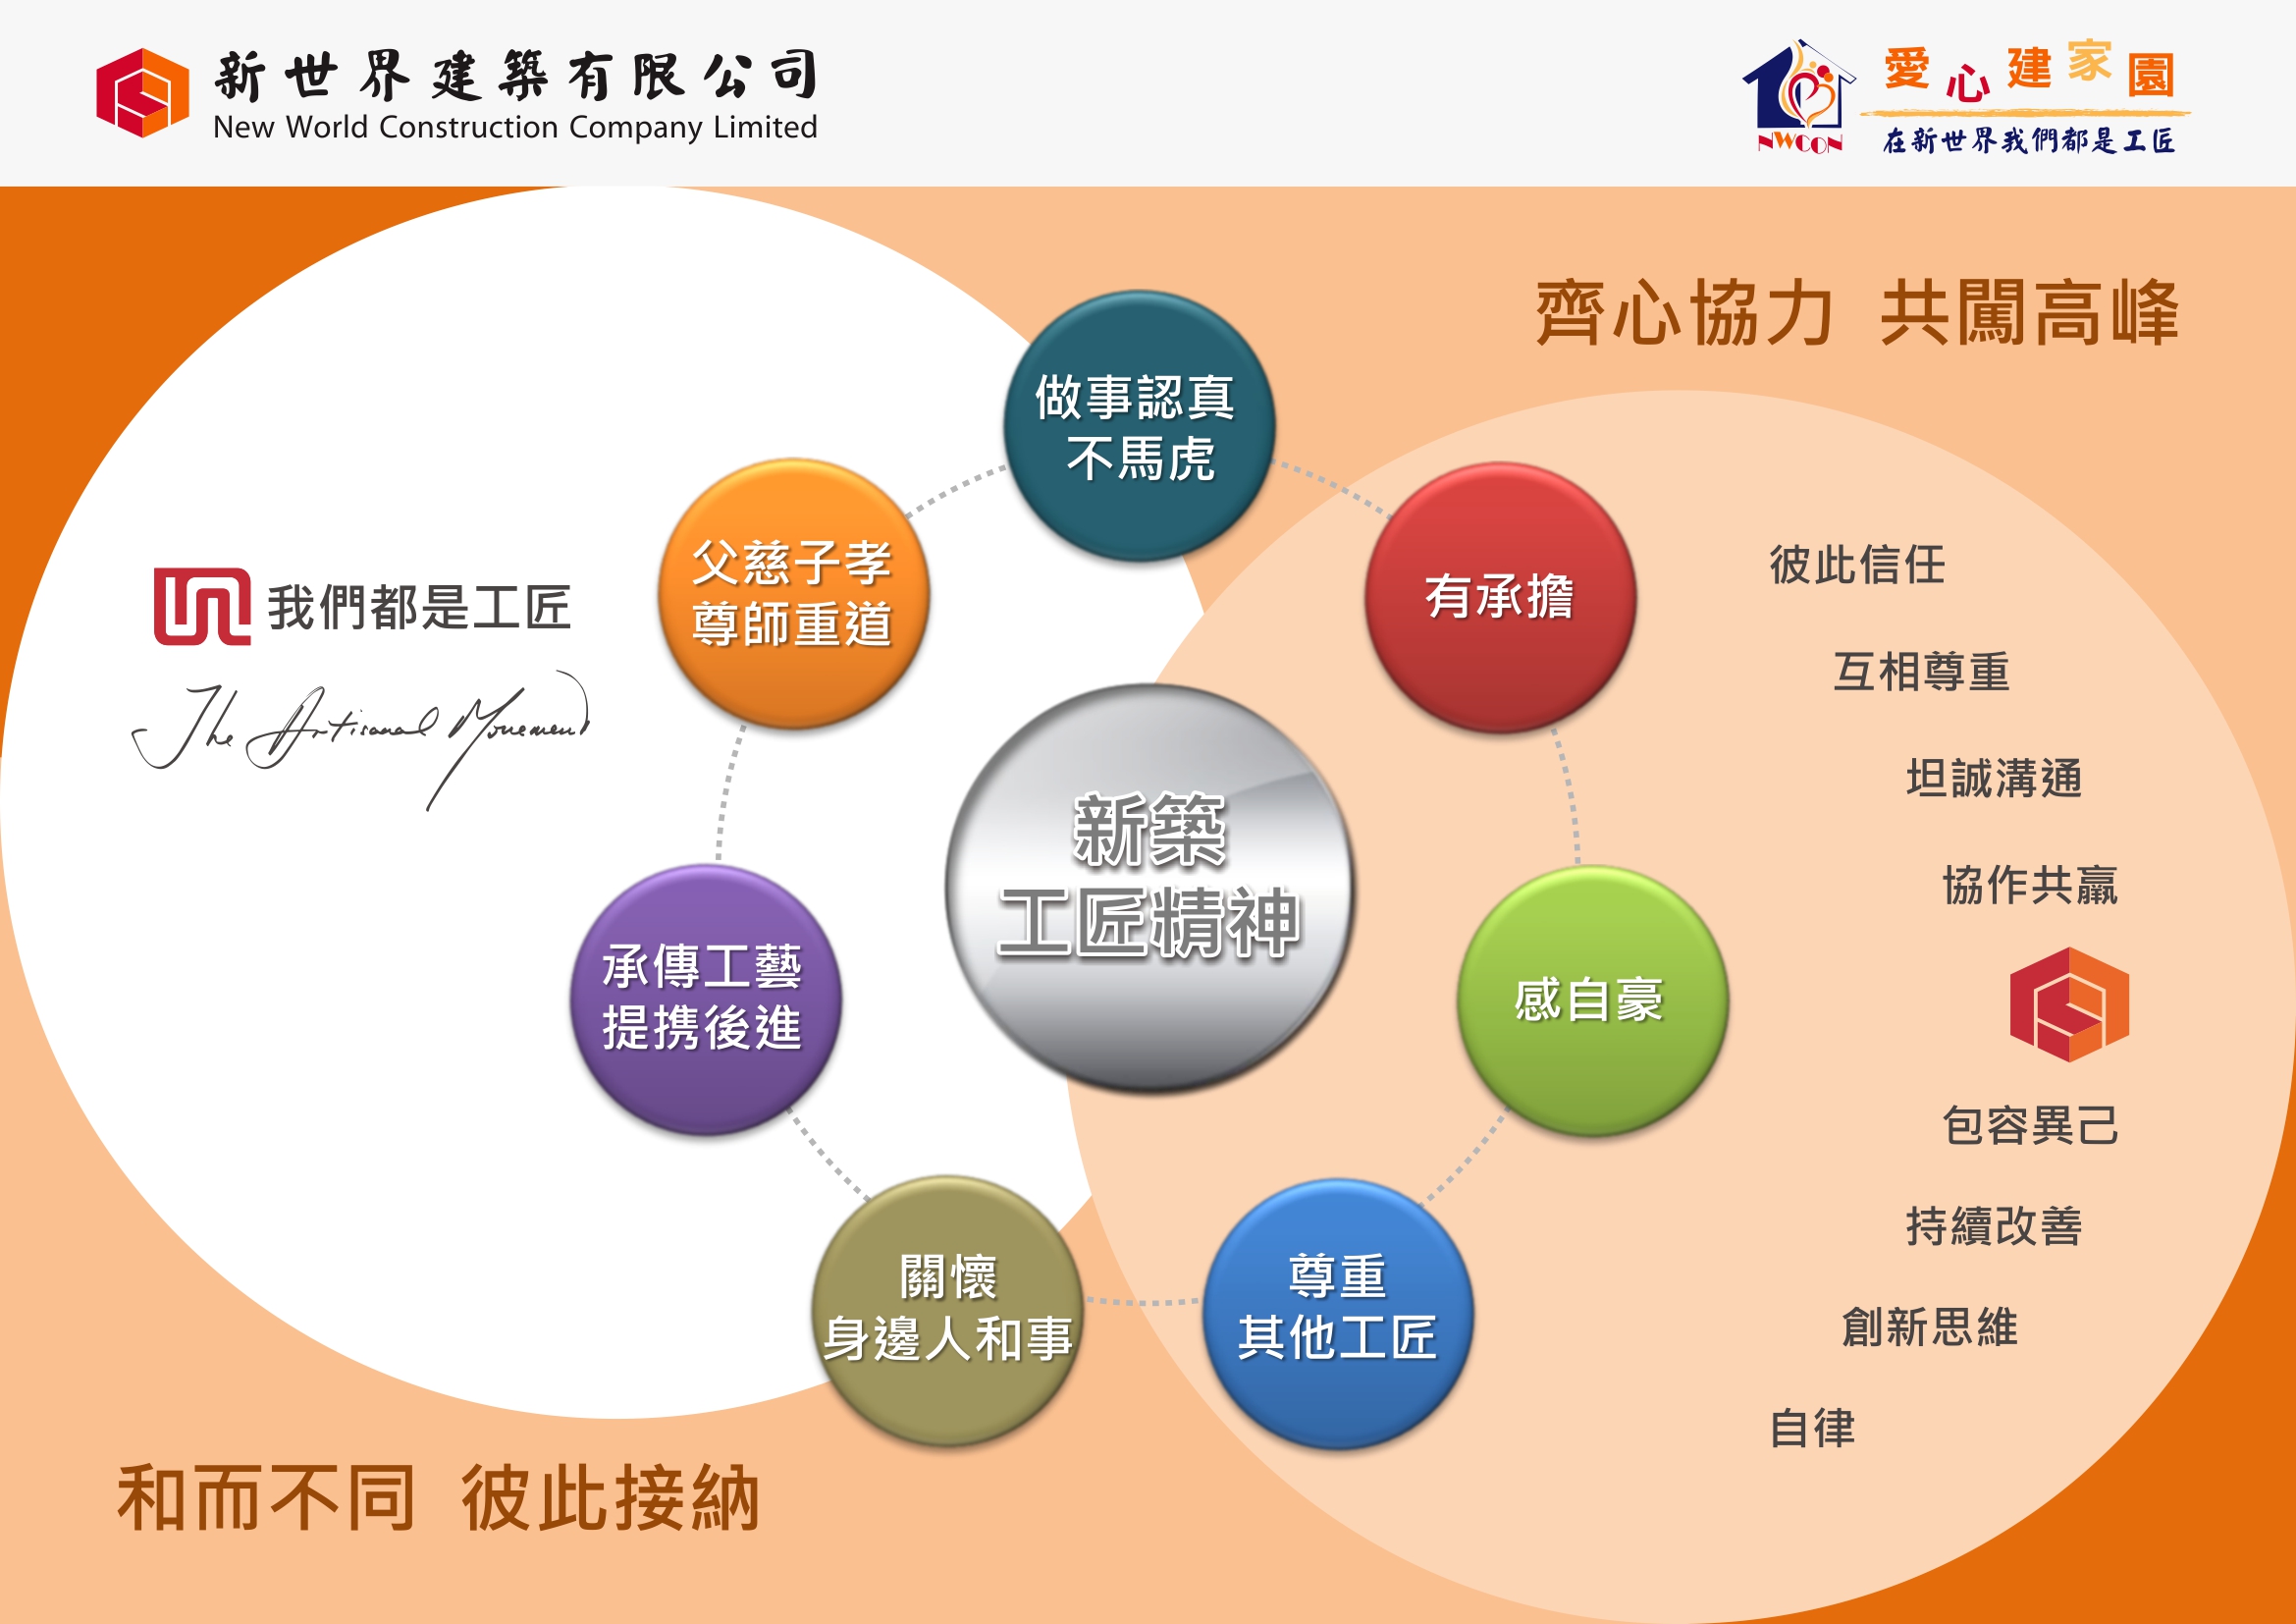 新世界建築有限公司
New World Construction Company Limited
愛心建家園
在新世界我們都是工匠
NWCON
齊心協力 共闖高峰
做事認真
不馬虎
父慈子孝
尊師重道
有承擔
我們都是工匠
The Artisanal Movement
新築
工匠精神
承傳工藝
提携後進
感自豪
關懷
身邊人和事
尊重
其他工匠
彼此信任
互相尊重
坦誠溝通
協作共贏
包容異己
持續改善
創新思維
自律
和而不同 彼此接納